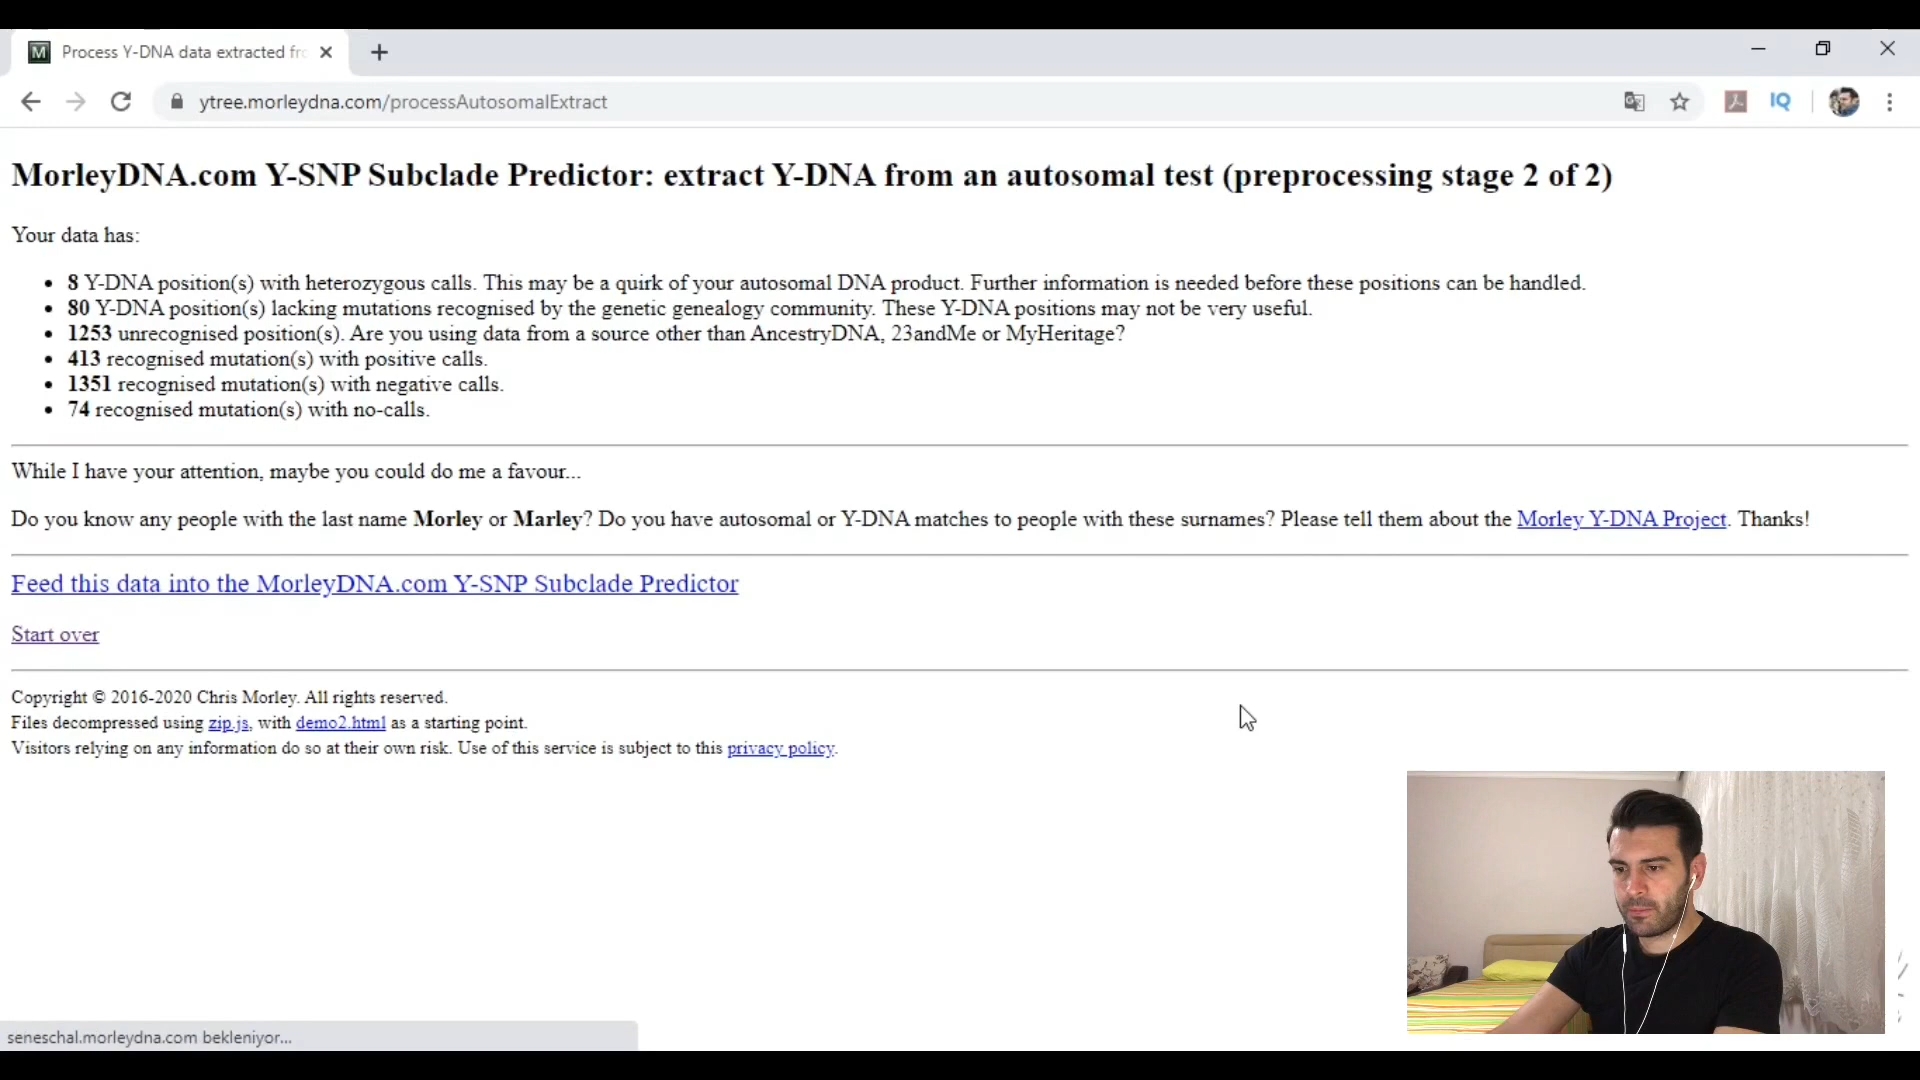 Process Y-DNA data extracted fro
ytree.morleydna.com/processAutosomalExtract
IQ
MorleyDNA.com Y-SNP Subclade Predictor: extract Y-DNA from an autosomal test (preprocessing stage 2 of 2)
Your data has:
8 Y-DNA position(s) with heterozygous calls. This may be a quirk of your autosomal DNA product. Further information is needed before these positions can be handled.
80 Y-DNA position(s) lacking mutations recognised by the genetic genealogy community. These Y-DNA positions may not be very useful.
1253 unrecognised position(s). Are you using data from a source other than AncestryDNA, 23andMe or MyHeritage?
413 recognised mutation(s) with positive calls.
1351 recognised mutation(s) with negative calls.
74 recognised mutation(s) with no-calls.
While I have your attention, maybe you could do me a favour...
Do you know any people with the last name Morley or Marley? Do you have autosomal or Y-DNA matches to people with these surnames? Please tell them about the Morley Y-DNA Project. Thanks!
Feed this data into the MorleyDNA.com Y-SNP Subclade Predictor
Start over
Copyright © 2016-2020 Chris Morley. All rights reserved.
Files decompressed using zip.js, with demo2.html as a starting point.
Visitors relying on any information do so at their own risk. Use of this service is subject to this privacy policy.
seneschal.morleydna.com bekleniyor...